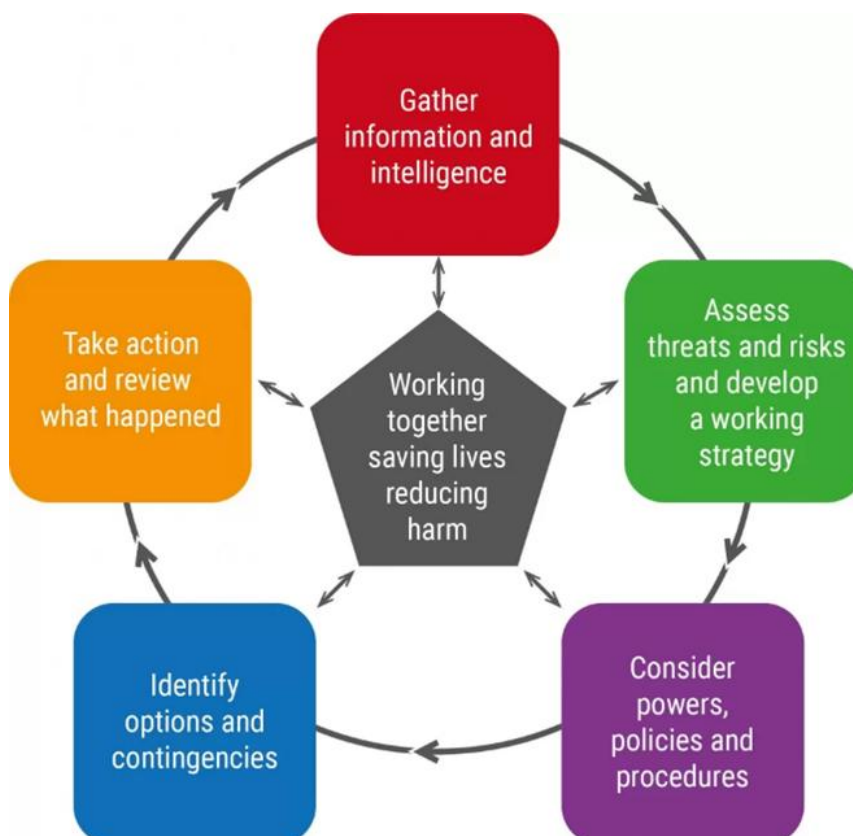 Gather
information and
intelligence
Assess
threats and risks
and develop
a working
strategy
Consider
powers,
policies and
procedures
Identify
options and
contingencies
Take action
and review
what happened
Working
together
saving lives
reducing
harm